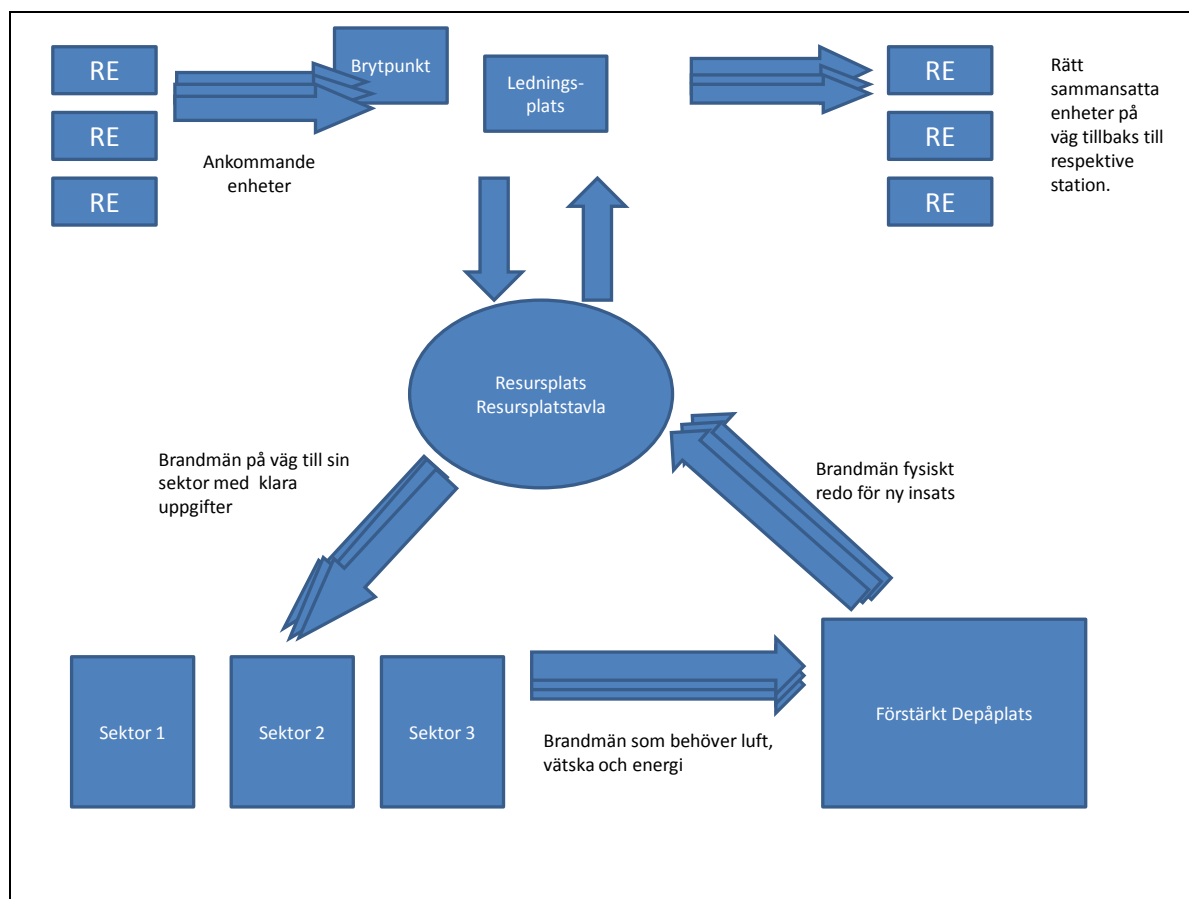 RE
RE
RE
Ankommande
enheter
Brytpunkt
Lednings-
plats
RE
RE
RE
Rätt
sammansatta
enheter på
väg tillbaks till
respektive
station.
Resursplats
Resursplatstavla
Brandmän på väg till sin
sektor med  klara
uppgifter
Brandmän fysiskt
redo för ny insats
Sektor 1
Sektor 2
Sektor 3
Brandmän som behöver luft,
vätska och energi
Förstärkt Depåplats